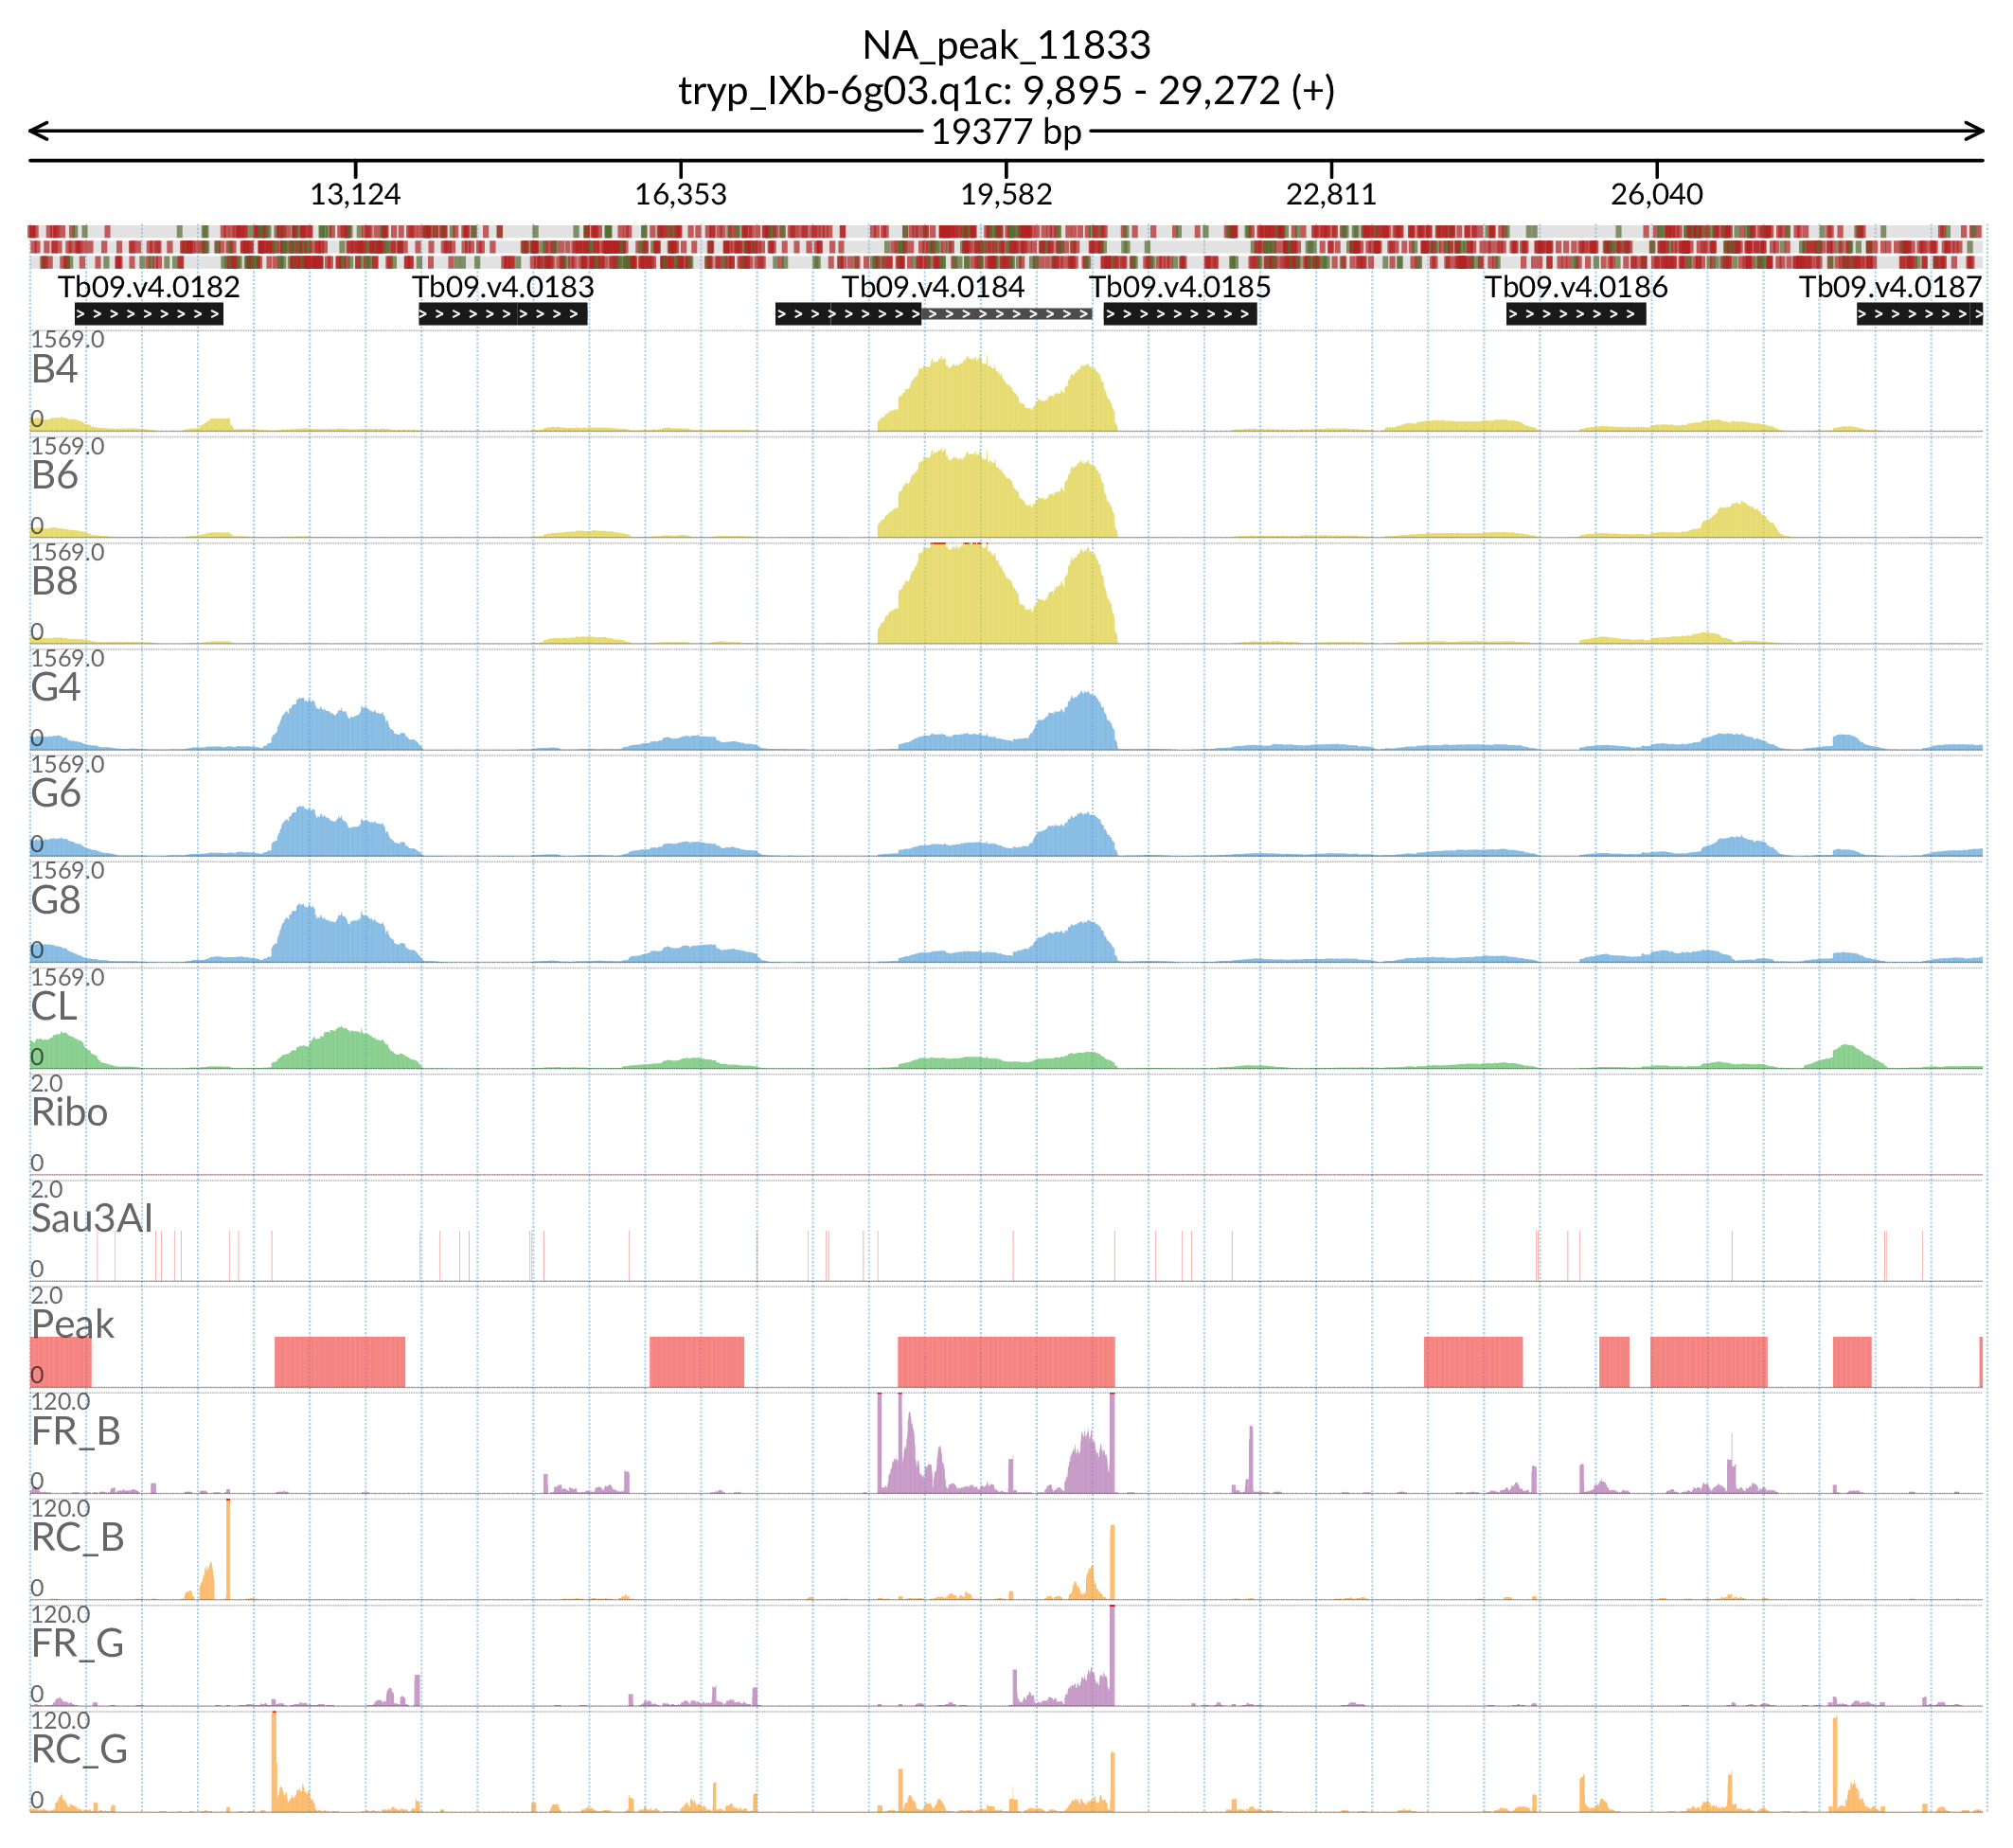 NA_peak_11833
tryp_IXb-6g03.q1c: 9,895 - 29,272 (+)
19377 bp
13,124 16,353 19,582 22,811 26,040
Tb09.v4.0182 Tb09.v4.0183 Tb09.v4.0184 Tb09.v4.0185 Tb09.v4.0186 Tb09.v4.0187
1569.0
B4
0
1569.0
B6
0
1569.0
B8
0
1569.0
G4
0
1569.0
G6
0
1569.0
G8
0
1569.0
CL
0
2.0
Ribo
0
2.0
Sau3AI
0
2.0
Peak
0
120.0
FR_B
0
120.0
RC_B
0
120.0
FR_G
0
120.0
RC_G
0